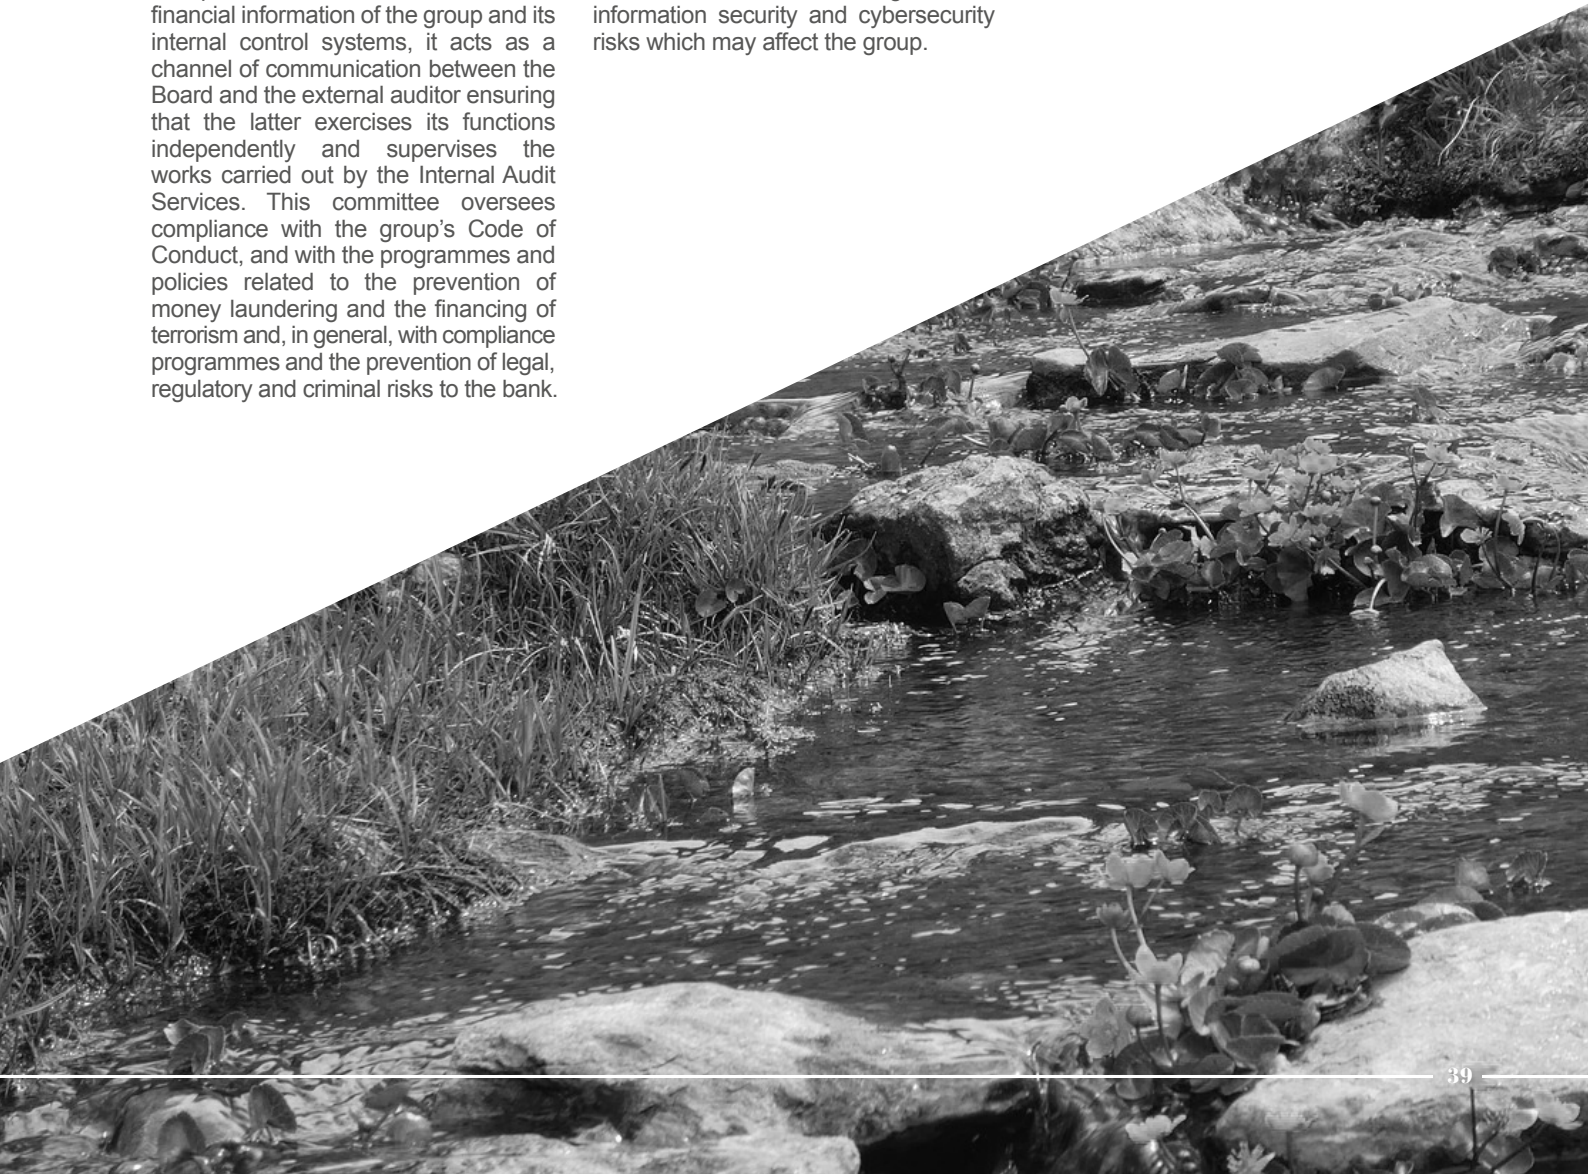 financial information of the group and its
internal control systems, it acts as a
channel of communication between the
Board and the external auditor ensuring
that the latter exercises its functions
independently and supervises the
works carried out by the Internal Audit
Services. This committee oversees
compliance with the group’s Code of
Conduct, and with the programmes and
policies related to the prevention of
money laundering and the financing of
terrorism and, in general, with compliance
programmes and the prevention of legal,
regulatory and criminal risks to the bank.
information security and cybersecurity
risks which may affect the group.
39